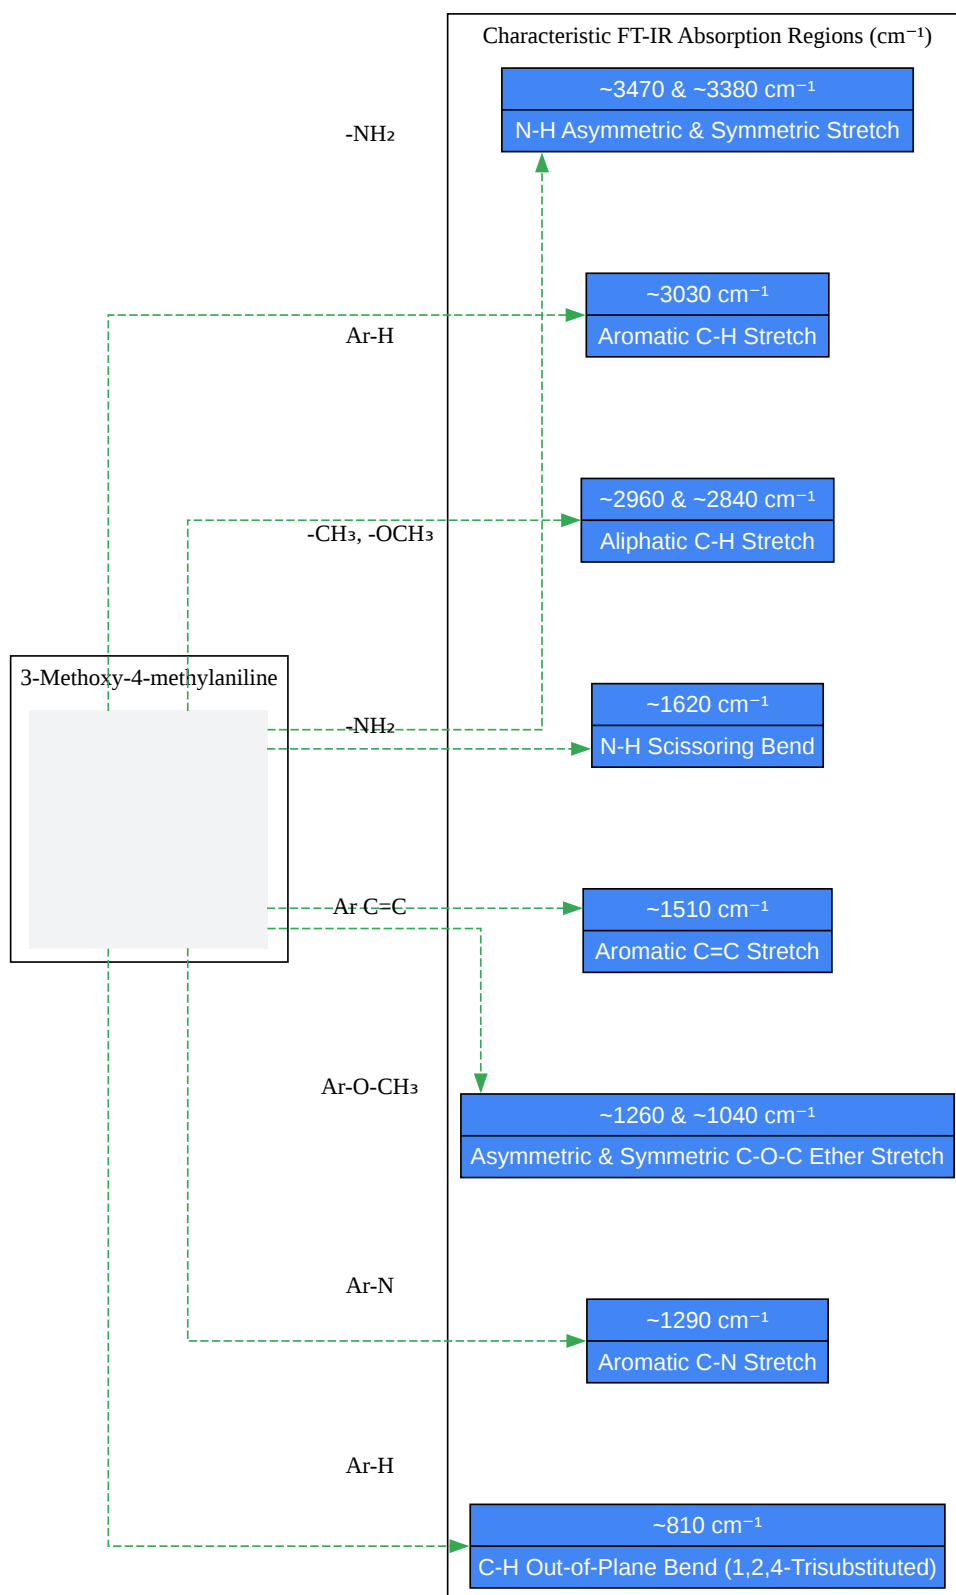 Characteristic FT-IR Absorption Regions (cm⁻¹)
~3470 & ~3380 cm⁻¹
N-H Asymmetric & Symmetric Stretch
-NH₂
~3030 cm⁻¹
Aromatic C-H Stretch
Ar-H
~2960 & ~2840 cm⁻¹
Aliphatic C-H Stretch
-CH₃, -OCH₃
3-Methoxy-4-methylaniline
~1620 cm⁻¹
N-H Scissoring Bend
-NH₂
~1510 cm⁻¹
Aromatic C=C Stretch
Ar C=C
Ar-O-CH₃
~1260 & ~1040 cm⁻¹
Asymmetric & Symmetric C-O-C Ether Stretch
Ar-N
~1290 cm⁻¹
Aromatic C-N Stretch
Ar-H
~810 cm⁻¹
C-H Out-of-Plane Bend (1,2,4-Trisubstituted)